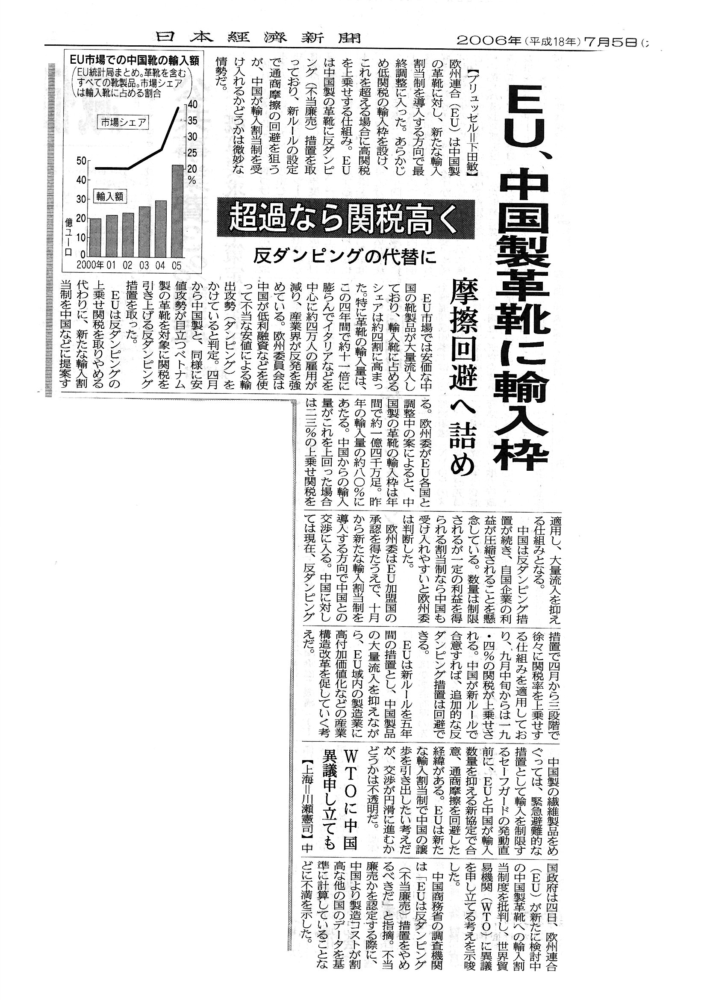 日本経済新聞
2006年(平成18年)7月5日(
EU、中国製革靴に輸入枠
摩擦回避へ詰め
超過なら関税高く
反ダンピングの代替に
【ブリュッセル=下田敏】
欧州連合(EU)は中国製
の革靴に対し、新たな輸入
割当制を導入する方向で最
終調整に入った。あらかじ
め低関税の輸入枠を設け、
これを超える場合に高関税
を上乗せする仕組み。EU
は中国製の革靴に反ダンピ
ング(不当廉売)措置を取
っており、新ルールの設定
で通商摩擦の回避を狙う
が、中国が輸入割当制を受
け入れるかどうかは微妙な
情勢だ。
EU市場での中国靴の輸入額
(EU統計局まとめ。革靴を含む
すべての靴製品。市場シェア
は輸入靴に占める割合)
市場シェア
40
35
30
25
20
%
50
40
30
20
10
0
億ユーロ
輸入額
2000年 01 02 03 04 05
EU市場では安価な中
国の靴製品が大量流入し
ており、輸入靴に占める
シェアは約四割に高まっ
た。特に革靴の輸入量は、
この四年間で約十一倍に
膨らんでイタリアなどを
中心に約四万人の雇用が
減り、産業界が反発を強
めている。欧州委員会は
中国が低利融資などを使
って不当な安値による輸
出攻勢(ダンピング)を
かけていると判定。四月
から中国製と、同様に安
値攻勢が目立つベトナム
製の革靴を対象に関税を
引き上げる反ダンピング
措置を取った。
EUは反ダンピングの
上乗せ関税を取りやめる
代わりに、新たな輸入割
当制を中国などに提案す
る。欧州委がEU各国と
調整中の案によると、中
国製の革靴の輸入枠は年
間で約一億四千万足。昨
年の輸入量の約八〇%に
あたる。中国からの輸入
量がこれを上回った場合
は二三%の上乗せ関税を
適用し、大量流入を抑え
る仕組みとなる。
中国は反ダンピング措
置が続き、自国企業の利
益が圧縮されることを懸
念している。数量は制限
されるが一定の利益を得
られる割当制なら中国も
受け入れやすいと欧州委
は判断した。
欧州委はEU加盟国の
承認を得たうえで、十月
から新たな輸入割当制を
導入する方向で中国との
交渉に入る。中国に対し
ては現在、反ダンピング
措置で四月から三段階で
徐々に関税率を上乗せす
る仕組みを適用してお
り、九月中旬からは一九
・四%の関税が上乗せさ
れる。中国が新ルールで
合意すれば、追加的な反
ダンピング措置は回避で
きる。
EUは新ルールを五年
間の措置とし、中国製品
の大量流入を抑えなが
ら、EU域内の製造業に
高付加価値化などの産業
構造改革を促していく考
えだ。
中国製の繊維製品をめ
ぐっては、緊急避難的な
措置として輸入を制限す
るセーフガードの発動直
前に、EUと中国が輸入
数量を抑える新協定で合
意、通商摩擦を回避した
経緯がある。EUは新た
な輸入割当制で中国の譲
歩を引き出したい考えだ
が、交渉が円滑に進むか
どうかは不透明だ。
WTOに中国
異議申し立ても
【上海=川瀬憲司】中
国政府は四日、欧州連合
(EU)が新たに検討中
の中国製革靴への輸入割
当制度を批判し、世界貿
易機関(WTO)に異議
を申し立てる考えを示唆
した。
中国商務省の調査機関
は「EUは反ダンピング
(不当廉売)措置をやめ
るべきだ」と指摘。不当
廉売かを認定する際に、
中国より製造コストが割
高な他の国のデータを基
準に計算していることな
どに不満を示した。